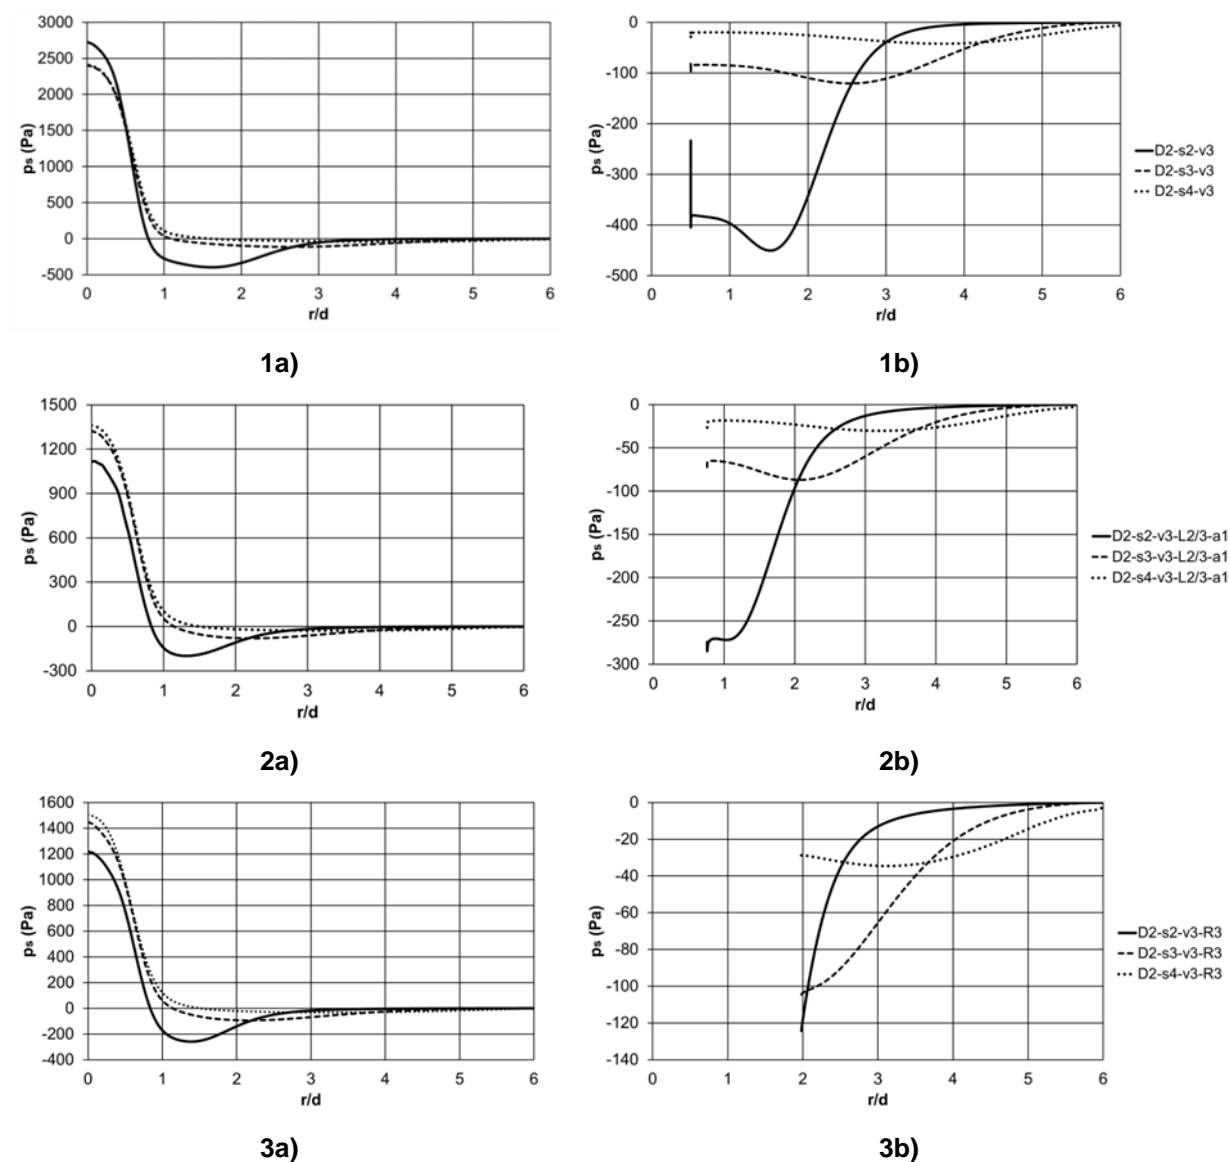 3000
2500
2000
1500
1000
500
0
-500
ps (Pa)
0 1 2 3 4 5 6
r/d
1a)
0
-100
-200
-300
-400
-500
ps (Pa)
0 1 2 3 4 5 6
r/d
D2-s2-v3
D2-s3-v3
D2-s4-v3
1b)
1500
1200
900
600
300
0
-300
ps (Pa)
0 1 2 3 4 5 6
r/d
2a)
0
-50
-100
-150
-200
-250
-300
ps (Pa)
0 1 2 3 4 5 6
r/d
D2-s2-v3-L2/3-a1
D2-s3-v3-L2/3-a1
D2-s4-v3-L2/3-a1
2b)
1600
1400
1200
1000
800
600
400
200
0
-200
-400
ps (Pa)
0 1 2 3 4 5 6
r/d
3a)
0
-20
-40
-60
-80
-100
-120
-140
ps (Pa)
0 1 2 3 4 5 6
r/d
D2-s2-v3-R3
D2-s3-v3-R3
D2-s4-v3-R3
3b)